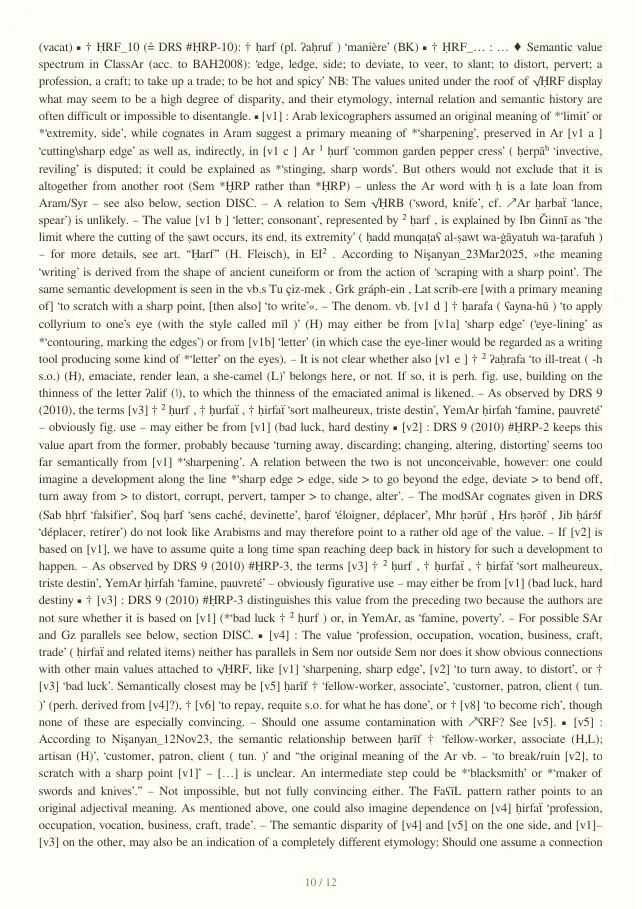 (vacat) ▪ † ḤRF_10 (≙ DRS #ḤRP-10): † ḥarf (pl. ʔaḥruf ) ‘manière’ (BK) ▪ † ḤRF_… : … ♦ Semantic value
spectrum in ClassAr (acc. to BAH2008): ‘edge, ledge, side; to deviate, to veer, to slant; to distort, pervert; a
profession, a craft; to take up a trade; to be hot and spicy’ NB: The values united under the roof of √ḤRF display
what may seem to be a high degree of disparity, and their etymology, internal relation and semantic history are
often difficult or impossible to disentangle. ▪ [v1] : Arab lexicographers assumed an original meaning of *‘limit’ or
*‘extremity, side’, while cognates in Aram suggest a primary meaning of *‘sharpening’, preserved in Ar [v1 a ]
‘cutting\sharp edge’ as well as, indirectly, in [v1 c ] Ar ¹ ḥurf ‘common garden pepper cress’ ( ḥerpāᵇ ‘invective,
reviling’ is disputed; it could be explained as *‘stinging, sharp words’. But others would not exclude that it is
altogether from another root (Sem *ḪRP rather than *ḤRP) – unless the Ar word with ḥ is a late loan from
Aram/Syr – see also below, section DISC. – A relation to Sem √ḤRB (‘sword, knife’, cf. ↗Ar ḥarbaẗ ‘lance,
spear’) is unlikely. – The value [v1 b ] ‘letter; consonant’, represented by ² ḥarf , is explained by Ibn Ǧinnī as ‘the
limit where the cutting of the ṣawt occurs, its end, its extremity’ ( ḥadd munqaṭaʕ al-ṣawt wa-ġāyatuh wa-ṭarafuh )
– for more details, see art. “Ḥarf” (H. Fleisch), in EI² . According to Nişanyan_23Mar2025, »the meaning
‘writing’ is derived from the shape of ancient cuneiform or from the action of ‘scraping with a sharp point’. The
same semantic development is seen in the vb.s Tu çiz-mek , Grk gráph-ein , Lat scrib-ere [with a primary meaning
of] ‘to scratch with a sharp point, [then also] ‘to write’«. – The denom. vb. [v1 d ] † ḥarafa ( ʕayna-hū ) ‘to apply
collyrium to one’s eye (with the style called mīl )’ (H) may either be from [v1a] ‘sharp edge’ (‘eye-lining’ as
*‘contouring, marking the edges’) or from [v1b] ‘letter’ (in which case the eye-liner would be regarded as a writing
tool producing some kind of *‘letter’ on the eyes). – It is not clear whether also [v1 e ] † ² ʔaḥrafa ‘to ill-treat ( -h
s.o.) (H), emaciate, render lean, a she-camel (L)’ belongs here, or not. If so, it is perh. fig. use, building on the
thinness of the letter ʔalif (ا), to which the thinness of the emaciated animal is likened. – As observed by DRS 9
(2010), the terms [v3] † ² ḥurf , † ḥurfaẗ , † ḥirfaẗ ‘sort malheureux, triste destin’, YemAr ḥirfah ‘famine, pauvreté’
– obviously fig. use – may either be from [v1] (bad luck, hard destiny ▪ [v2] : DRS 9 (2010) #ḤRP-2 keeps this
value apart from the former, probably because ‘turning away, discarding; changing, altering, distorting’ seems too
far semantically from [v1] *‘sharpening’. A relation between the two is not unconceivable, however: one could
imagine a development along the line *‘sharp edge > edge, side > to go beyond the edge, deviate > to bend off,
turn away from > to distort, corrupt, pervert, tamper > to change, alter’. – The modSAr cognates given in DRS
(Sab hḥrf ‘falsifier’, Soq ḥarf ‘sens caché, devinette’, ḥarof ‘éloigner, déplacer’, Mhr ḥərūf , Ḥrs ḥərōf , Jib ḥáróf
‘déplacer, retirer’) do not look like Arabisms and may therefore point to a rather old age of the value. – If [v2] is
based on [v1], we have to assume quite a long time span reaching deep back in history for such a development to
happen. – As observed by DRS 9 (2010) #ḤRP-3, the terms [v3] † ² ḥurf , † ḥurfaẗ , † ḥirfaẗ ‘sort malheureux,
triste destin’, YemAr ḥirfah ‘famine, pauvreté’ – obviously figurative use – may either be from [v1] (bad luck, hard
destiny ▪ † [v3] : DRS 9 (2010) #ḤRP-3 distinguishes this value from the preceding two because the authors are
not sure whether it is based on [v1] (*‘bad luck † ² ḥurf ) or, in YemAr, as ‘famine, poverty’. – For possible SAr
and Gz parallels see below, section DISC. ▪ [v4] : The value ‘profession, occupation, vocation, business, craft,
trade’ ( ḥirfaẗ and related items) neither has parallels in Sem nor outside Sem nor does it show obvious connections
with other main values attached to √ḤRF, like [v1] ‘sharpening, sharp edge’, [v2] ‘to turn away, to distort’, or †
[v3] ‘bad luck’. Semantically closest may be [v5] ḥarīf † ‘fellow-worker, associate’, ‘customer, patron, client ( tun.
)’ (perh. derived from [v4]?), † [v6] ‘to repay, requite s.o. for what he has done’, or † [v8] ‘to become rich’, though
none of these are especially convincing. – Should one assume contamination with ↗ʕRF? See [v5]. ▪ [v5] :
According to Nişanyan_12Nov23, the semantic relationship between ḥarīf † ‘fellow-worker, associate (H,L);
artisan (H)’, ‘customer, patron, client ( tun. )’ and “the original meaning of the Ar vb. – ‘to break/ruin [v2], to
scratch with a sharp point [v1]’ – […] is unclear. An intermediate step could be *‘blacksmith’ or *‘maker of
swords and knives’.” – Not impossible, but not fully convincing either. The FaʕīL pattern rather points to an
original adjectival meaning. As mentioned above, one could also imagine dependence on [v4] ḥirfaẗ ‘profession,
occupation, vocation, business, craft, trade’. – The semantic disparity of [v4] and [v5] on the one side, and [v1]–
[v3] on the other, may also be an indication of a completely different etymology: Should one assume a connection
10 / 12